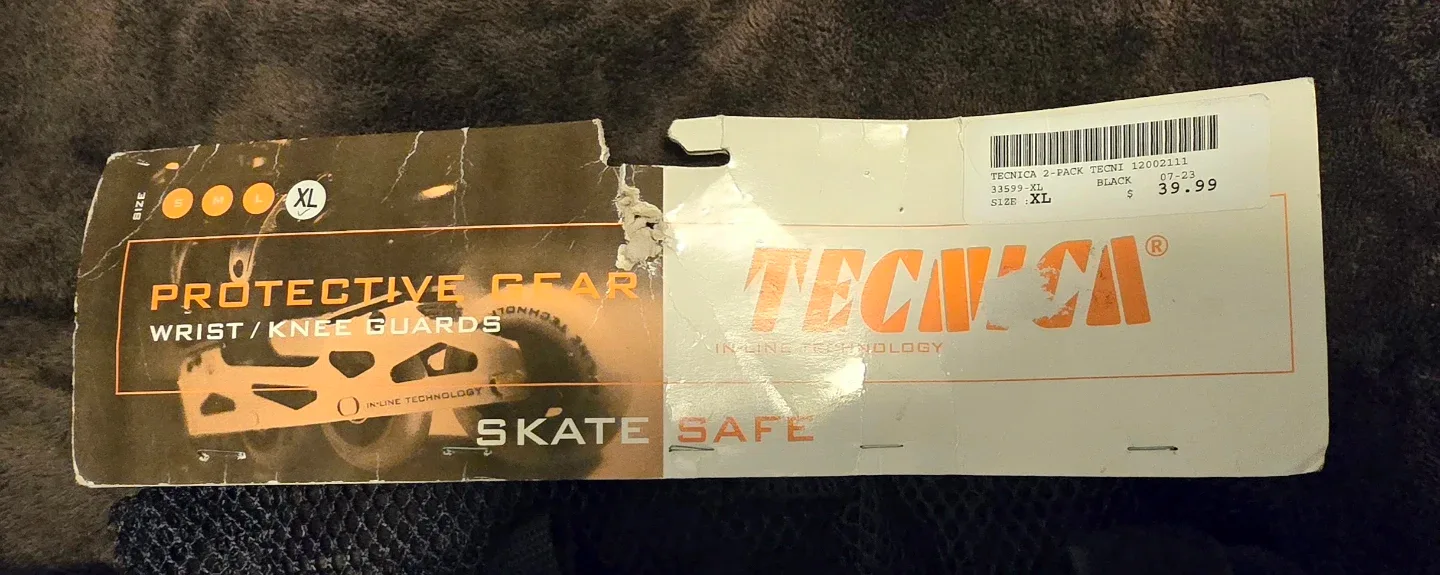 SIZE
S M L XL
PROTECTIVE GEAR
WRIST / KNEE GUARDS
IN-LINE TECHNOLOGY
SKATE SAFE
TECNICA®
IN-LINE TECHNOLOGY
TECNICA 2-PACK TECNI 12002111
33599-XL BLACK 07-23
SIZE :XL $ 39.99